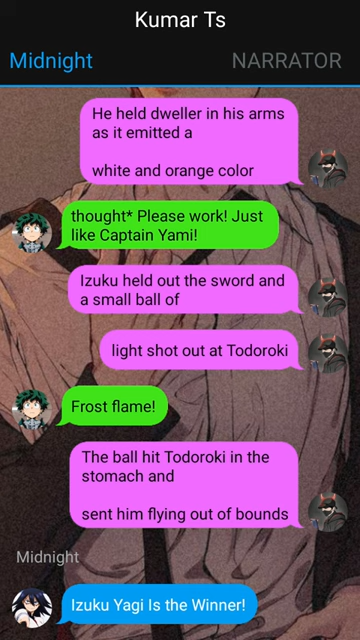 Kumar Ts
Midnight
NARRATOR
He held dweller in his arms
as it emitted a
white and orange color
thought* Please work! Just
like Captain Yami!
Izuku held out the sword and
a small ball of
light shot out at Todoroki
Frost flame!
The ball hit Todoroki in the
stomach and
sent him flying out of bounds
Midnight
Izuku Yagi Is the Winner!